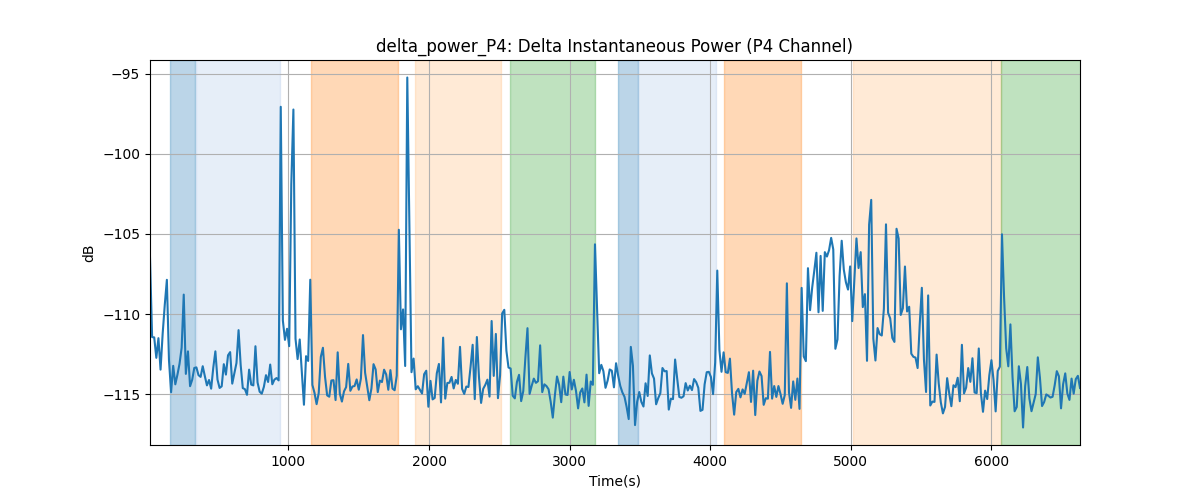 delta_power_P4: Delta Instantaneous Power (P4 Channel)
−95
−100
−105
−110
−115
dB
1000 2000 3000 4000 5000 6000
Time(s)